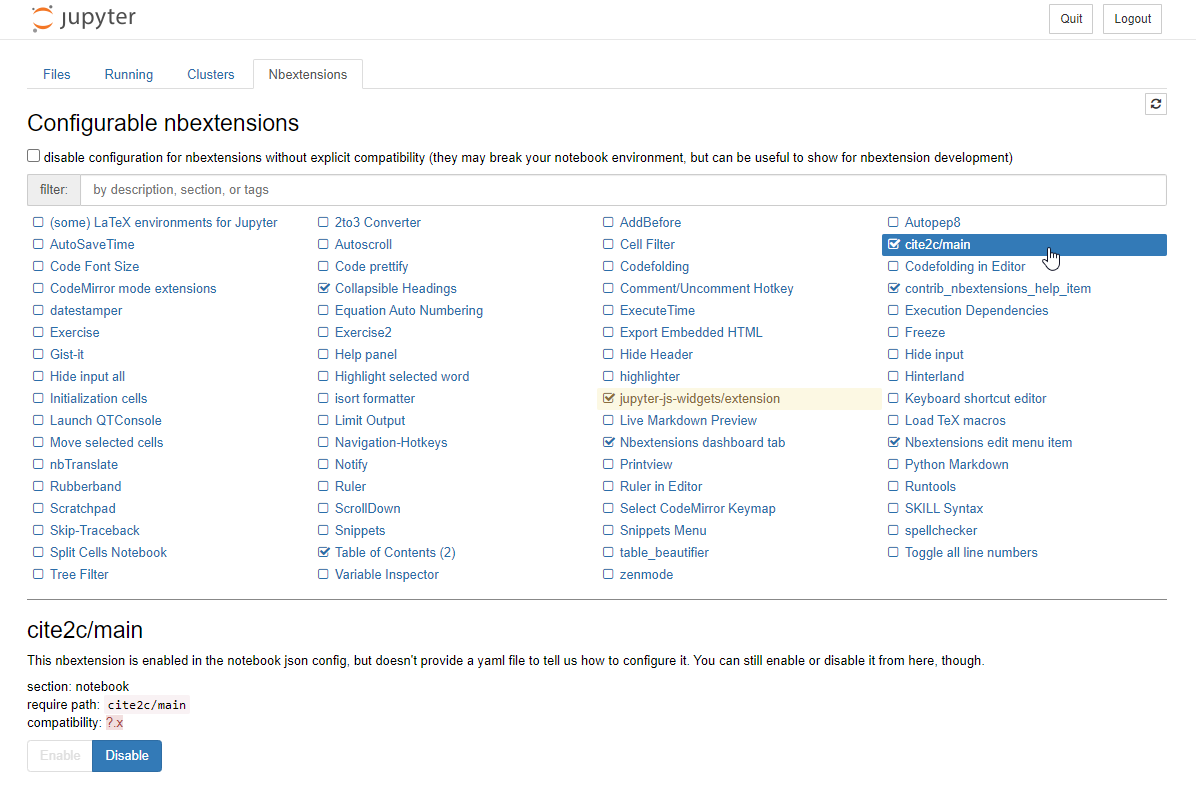 jupyter
Quit
Logout
Files
Running
Clusters
Nbextensions
Configurable nbextensions
disable configuration for nbextensions without explicit compatibility (they may break your notebook environment, but can be useful to show for nbextension development)
filter: by description, section, or tags
(some) LaTeX environments for Jupyter 2to3 Converter AddBefore Autopep8
AutoSaveTime Autoscroll Cell Filter cite2c/main
Code Font Size Code prettify Codefolding Codefolding in Editor
CodeMirror mode extensions Collapsible Headings Comment/Uncomment Hotkey contrib_nbextensions_help_item
datestamper Equation Auto Numbering ExecuteTime Execution Dependencies
Exercise Exercise2 Export Embedded HTML Freeze
Gist-it Help panel Hide Header Hide input
Hide input all Highlight selected word highlighter Hinterland
Initialization cells isort formatter jupyter-js-widgets/extension Keyboard shortcut editor
Launch QTConsole Limit Output Live Markdown Preview Load TeX macros
Move selected cells Navigation-Hotkeys Nbextensions dashboard tab Nbextensions edit menu item
nbTranslate Notify Printview Python Markdown
Rubberband Ruler Ruler in Editor Runtools
Scratchpad ScrollDown Select CodeMirror Keymap SKILL Syntax
Skip-Traceback Snippets Snippets Menu spellchecker
Split Cells Notebook Table of Contents (2) table_beautifier Toggle all line numbers
Tree Filter Variable Inspector zenmode
cite2c/main
This nbextension is enabled in the notebook json config, but doesn't provide a yaml file to tell us how to configure it. You can still enable or disable it from here, though.
section: notebook
require path: cite2c/main
compatibility: ?.x
Enable Disable